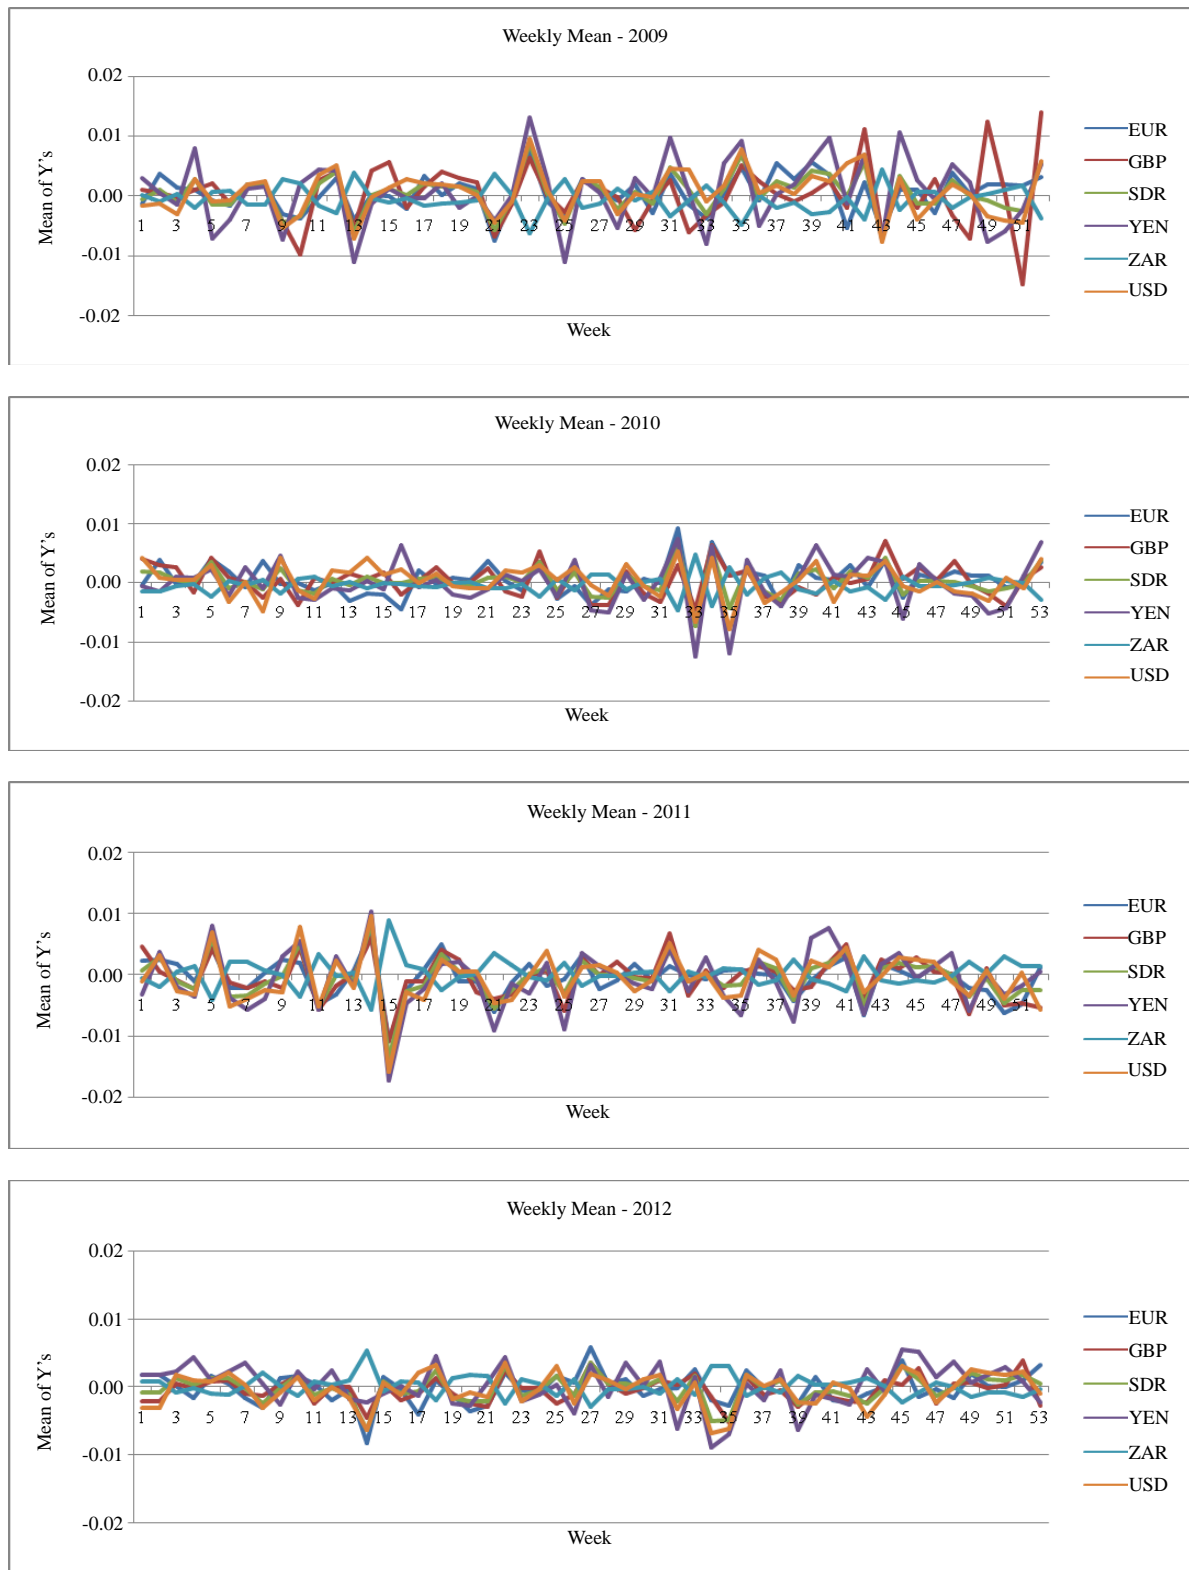 Weekly Mean - 2009
Mean of Y's
0.02
0.01
0.00
-0.01
-0.02
1 3 5 7 9 11 13 15 17 19 21 23 25 27 29 31 33 35 37 39 41 43 45 47 49 51
Week
EUR
GBP
SDR
YEN
ZAR
USD
Weekly Mean - 2010
Mean of Y's
0.02
0.01
0.00
-0.01
-0.02
1 3 5 7 9 11 13 15 17 19 21 23 25 27 29 31 33 35 37 39 41 43 45 47 49 51 53
Week
EUR
GBP
SDR
YEN
ZAR
USD
Weekly Mean - 2011
Mean of Y's
0.02
0.01
0.00
-0.01
-0.02
1 3 5 7 9 11 13 15 17 19 21 23 25 27 29 31 33 35 37 39 41 43 45 47 49 51
Week
EUR
GBP
SDR
YEN
ZAR
USD
Weekly Mean - 2012
Mean of Y's
0.02
0.01
0.00
-0.01
-0.02
1 3 5 7 9 11 13 15 17 19 21 23 25 27 29 31 33 35 37 39 41 43 45 47 49 51 53
Week
EUR
GBP
SDR
YEN
ZAR
USD